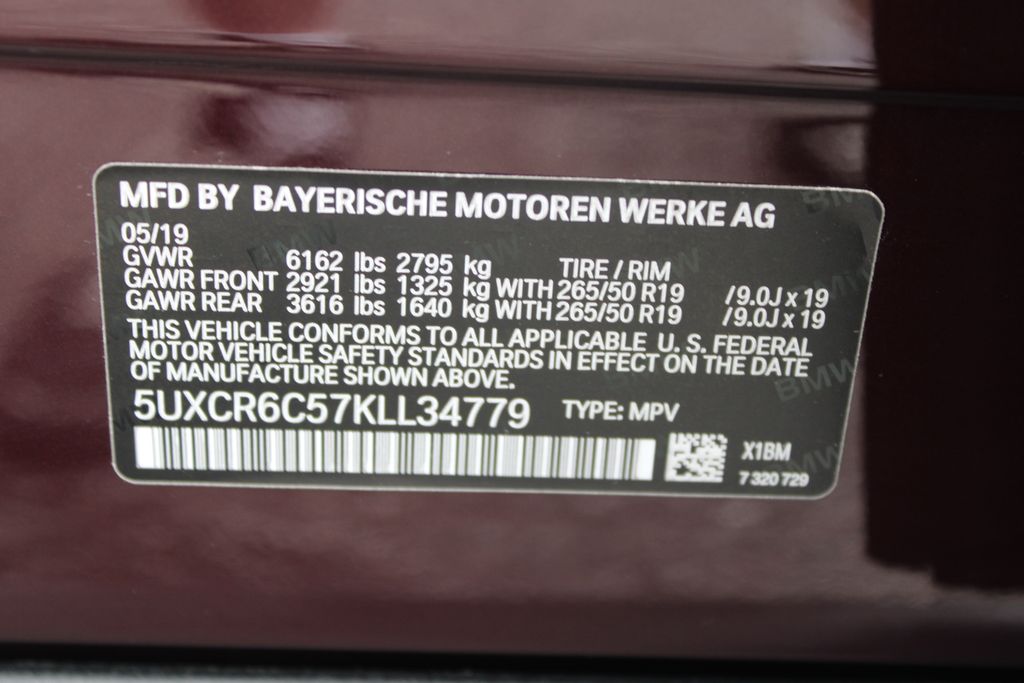 MFD BY BAYERISCHE MOTOREN WERKE AG
05/19
GVWR 6162 lbs 2795 kg TIRE / RIM
GAWR FRONT 2921 lbs 1325 kg WITH 265/50 R19 /9.0J x 19
GAWR REAR 3616 lbs 1640 kg WITH 265/50 R19 /9.0J x 19
THIS VEHICLE CONFORMS TO ALL APPLICABLE U. S. FEDERAL
MOTOR VEHICLE SAFETY STANDARDS IN EFFECT ON THE DATE
OF MANUFACTURE SHOWN ABOVE.
5UXCR6C57KLL34779 TYPE: MPV
X1BM
7 320 729